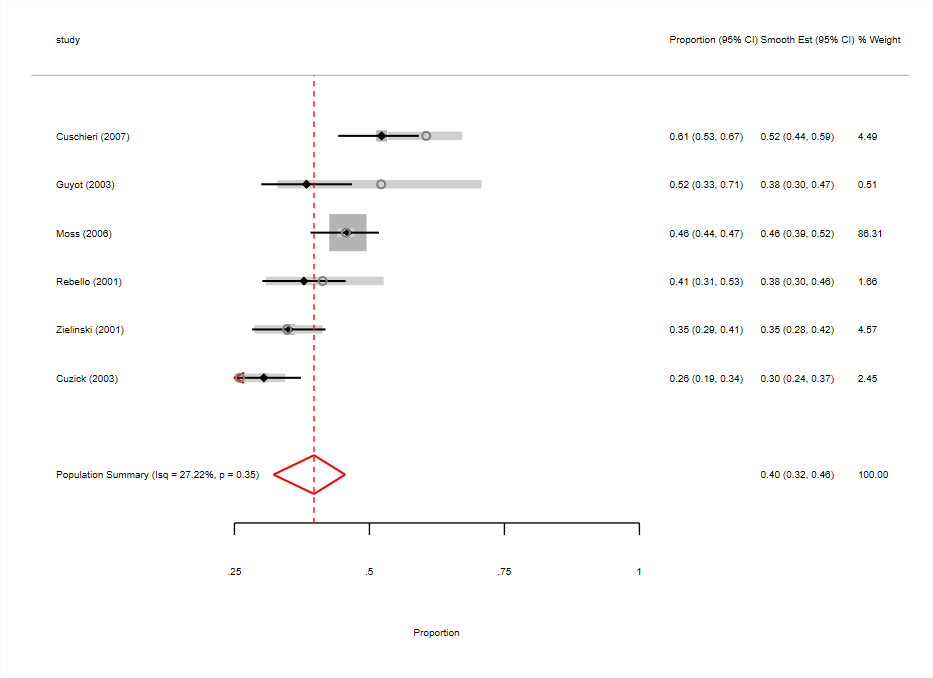 study Proportion (95% CI) Smooth Est (95% CI) % Weight
Cuschieri (2007) 0.61 (0.53, 0.67) 0.52 (0.44, 0.59) 4.49
Guyot (2003) 0.52 (0.33, 0.71) 0.38 (0.30, 0.47) 0.51
Moss (2006) 0.46 (0.44, 0.47) 0.46 (0.39, 0.52) 86.31
Rebello (2001) 0.41 (0.31, 0.53) 0.38 (0.30, 0.46) 1.66
Zielinski (2001) 0.35 (0.29, 0.41) 0.35 (0.28, 0.42) 4.57
Cuzick (2003) 0.26 (0.19, 0.34) 0.30 (0.24, 0.37) 2.45
Population Summary (Isq = 27.22%, p = 0.35) 0.40 (0.32, 0.46) 100.00
.25 .5 .75 1
Proportion